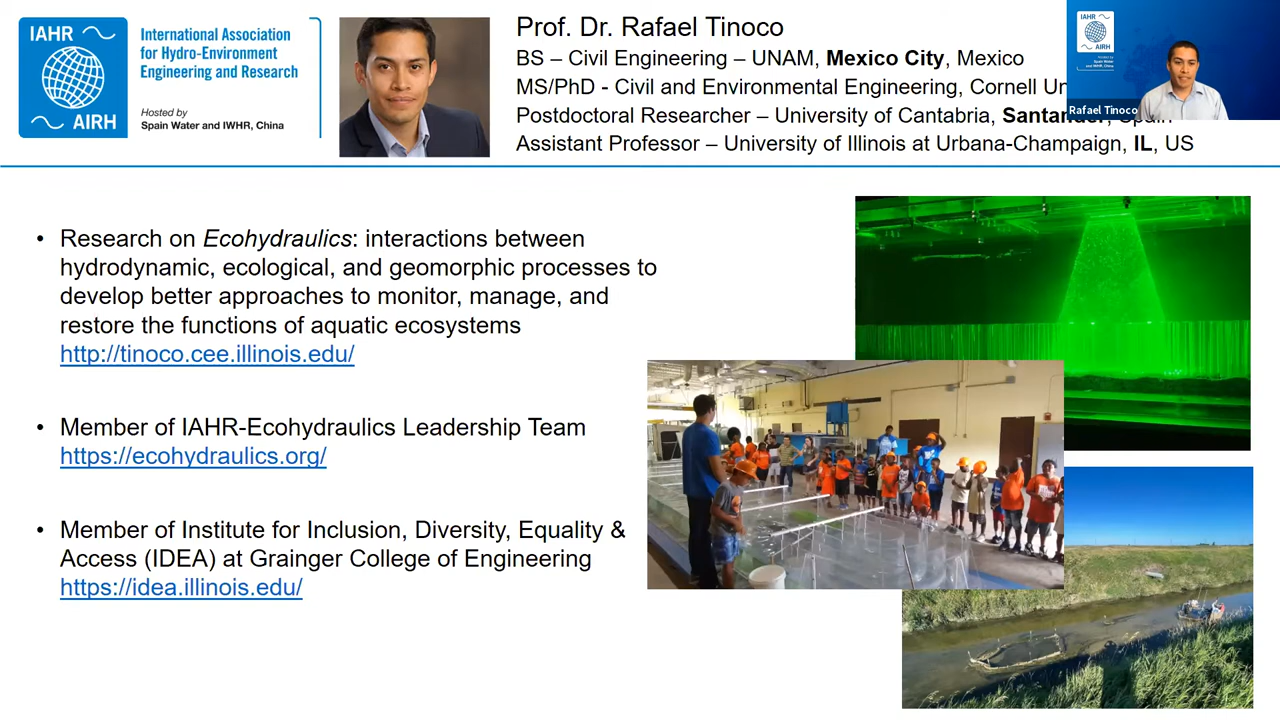 IAHR
AIRH
International Association
for Hydro-Environment
Engineering and Research
Hosted by
Spain Water and IWHR, China
Prof. Dr. Rafael Tinoco
BS – Civil Engineering – UNAM, Mexico City, Mexico
MS/PhD - Civil and Environmental Engineering, Cornell
Postdoctoral Researcher – University of Cantabria, Santander, Spain
Assistant Professor – University of Illinois at Urbana-Champaign, IL, US
IAHR
AIRH
Rafael Tinoco
• Research on Ecohydraulics: interactions between
hydrodynamic, ecological, and geomorphic processes to
develop better approaches to monitor, manage, and
restore the functions of aquatic ecosystems
http://tinoco.cee.illinois.edu/
• Member of IAHR-Ecohydraulics Leadership Team
https://ecohydraulics.org/
• Member of Institute for Inclusion, Diversity, Equality &
Access (IDEA) at Grainger College of Engineering
https://idea.illinois.edu/